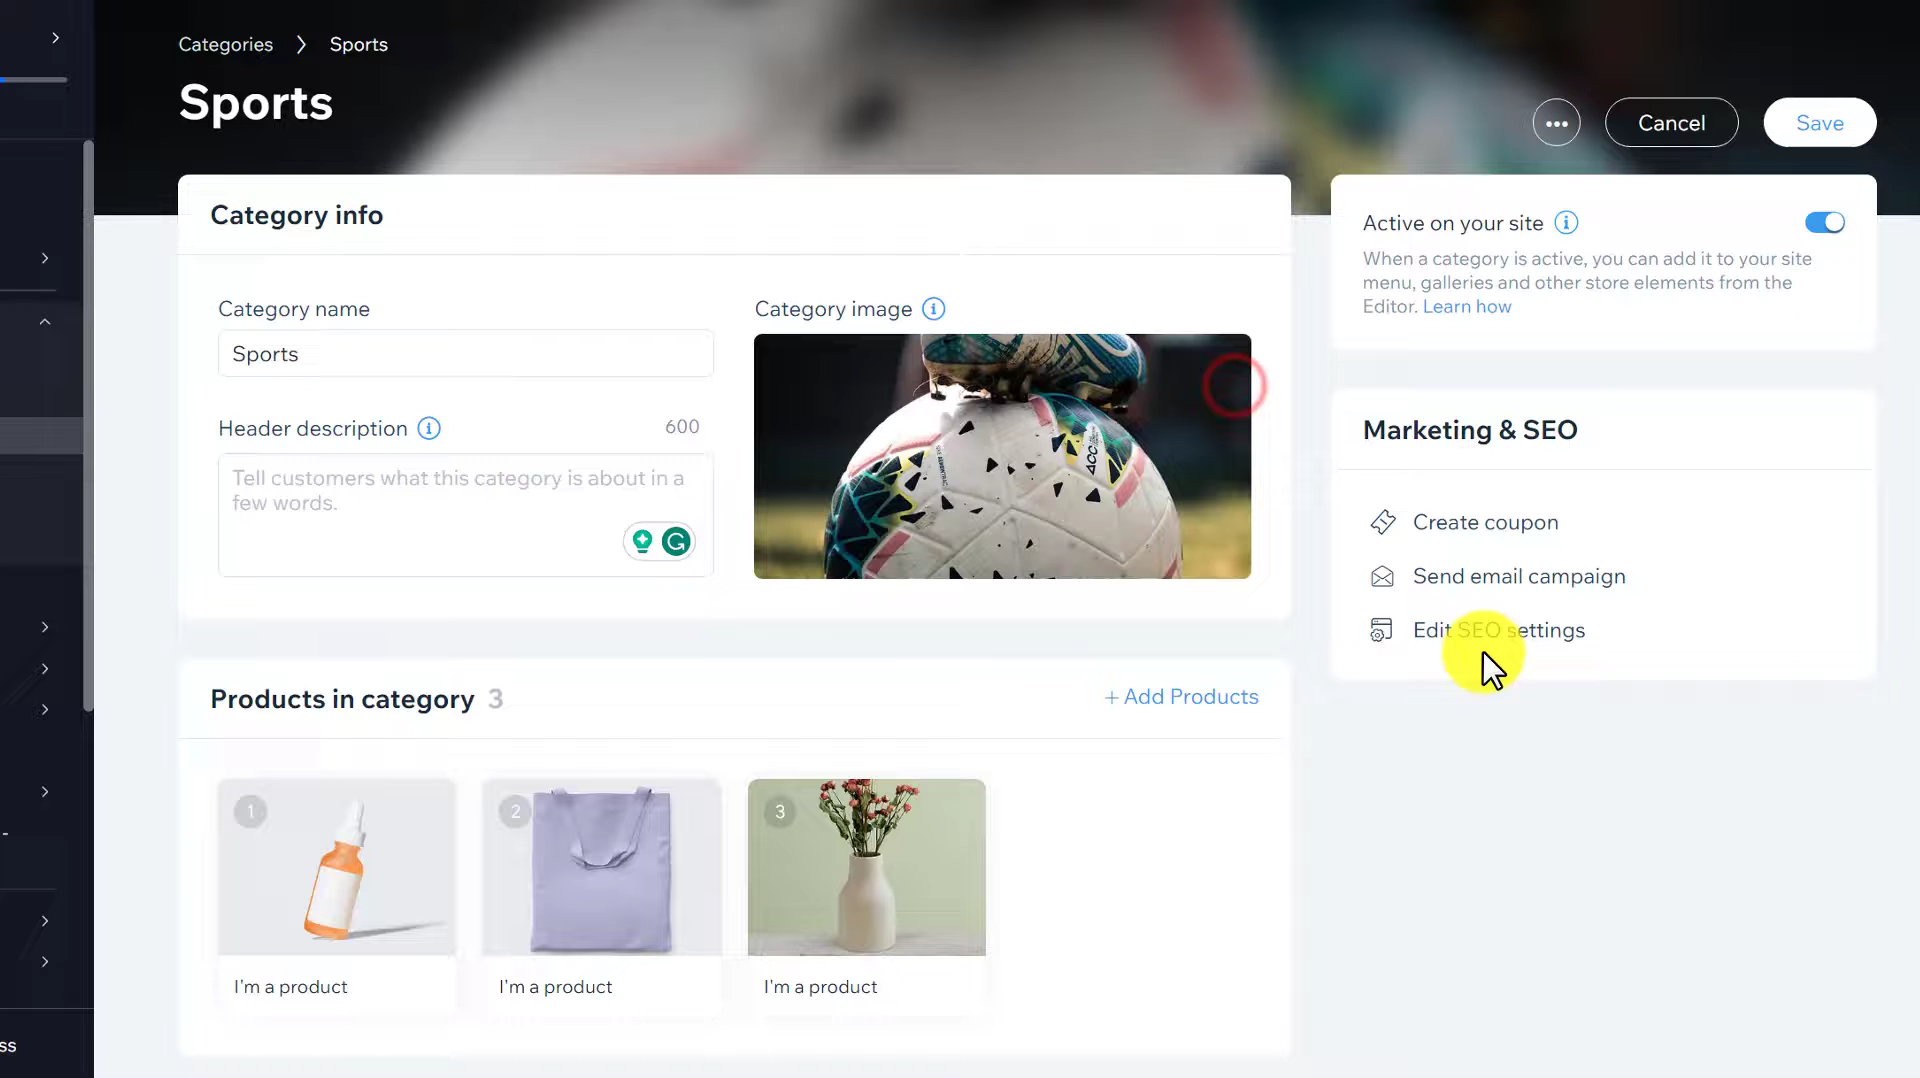 Categories > Sports
Sports
Cancel
Save
Category info
Category name
Sports
Category image
Header description
600
Tell customers what this category is about in a
few words.
ACC
Active on your site
When a category is active, you can add it to your site
menu, galleries and other store elements from the
Editor. Learn how
Marketing & SEO
Create coupon
Send email campaign
Edit SEO settings
Products in category 3
+ Add Products
1
2
3
I'm a product
I'm a product
I'm a product
ss